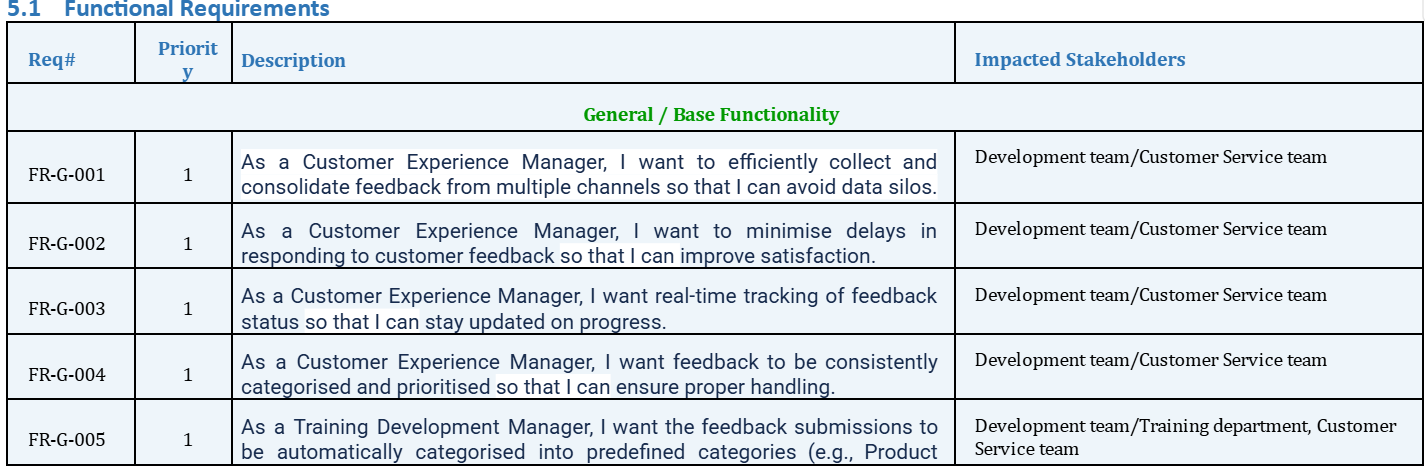 5.1 Functional Requirements
Req#
Priorit
y
Description
Impacted Stakeholders
General / Base Functionality
FR-G-001
1
As a Customer Experience Manager, I want to efficiently collect and
consolidate feedback from multiple channels so that I can avoid data silos.
Development team/Customer Service team
FR-G-002
1
As a Customer Experience Manager, I want to minimise delays in
responding to customer feedback so that I can improve satisfaction.
Development team/Customer Service team
FR-G-003
1
As a Customer Experience Manager, I want real-time tracking of feedback
status so that I can stay updated on progress.
Development team/Customer Service team
FR-G-004
1
As a Customer Experience Manager, I want feedback to be consistently
categorised and prioritised so that I can ensure proper handling.
Development team/Customer Service team
FR-G-005
1
As a Training Development Manager, I want the feedback submissions to
be automatically categorised into predefined categories (e.g., Product
Development team/Training department, Customer
Service team